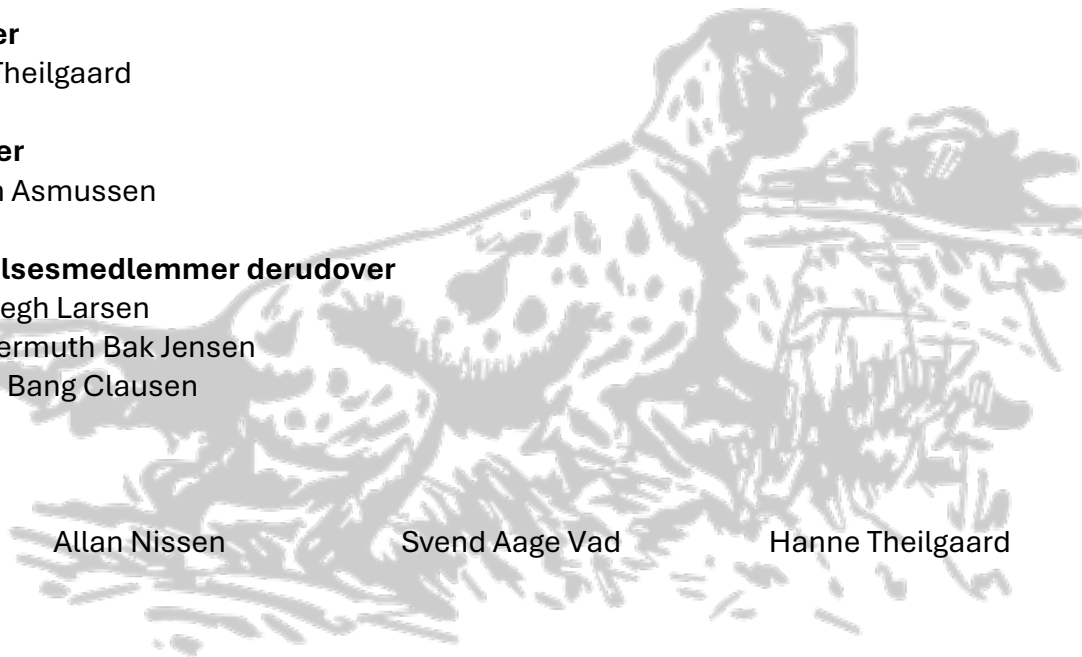 er
Theilgaard
er
n Asmussen
lsesmedlemmer derudover
egh Larsen
ermuth Bak Jensen
Bang Clausen
Allan Nissen Svend Aage Vad Hanne Theilgaard